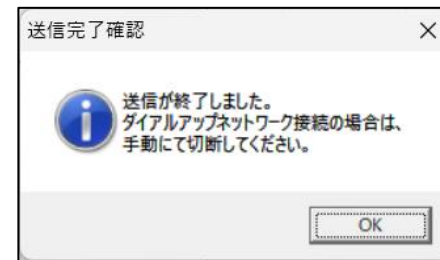 送信完了確認
送信が終了しました。
ダイアルアップネットワーク接続の場合は、
手動にて切断してください。
OK